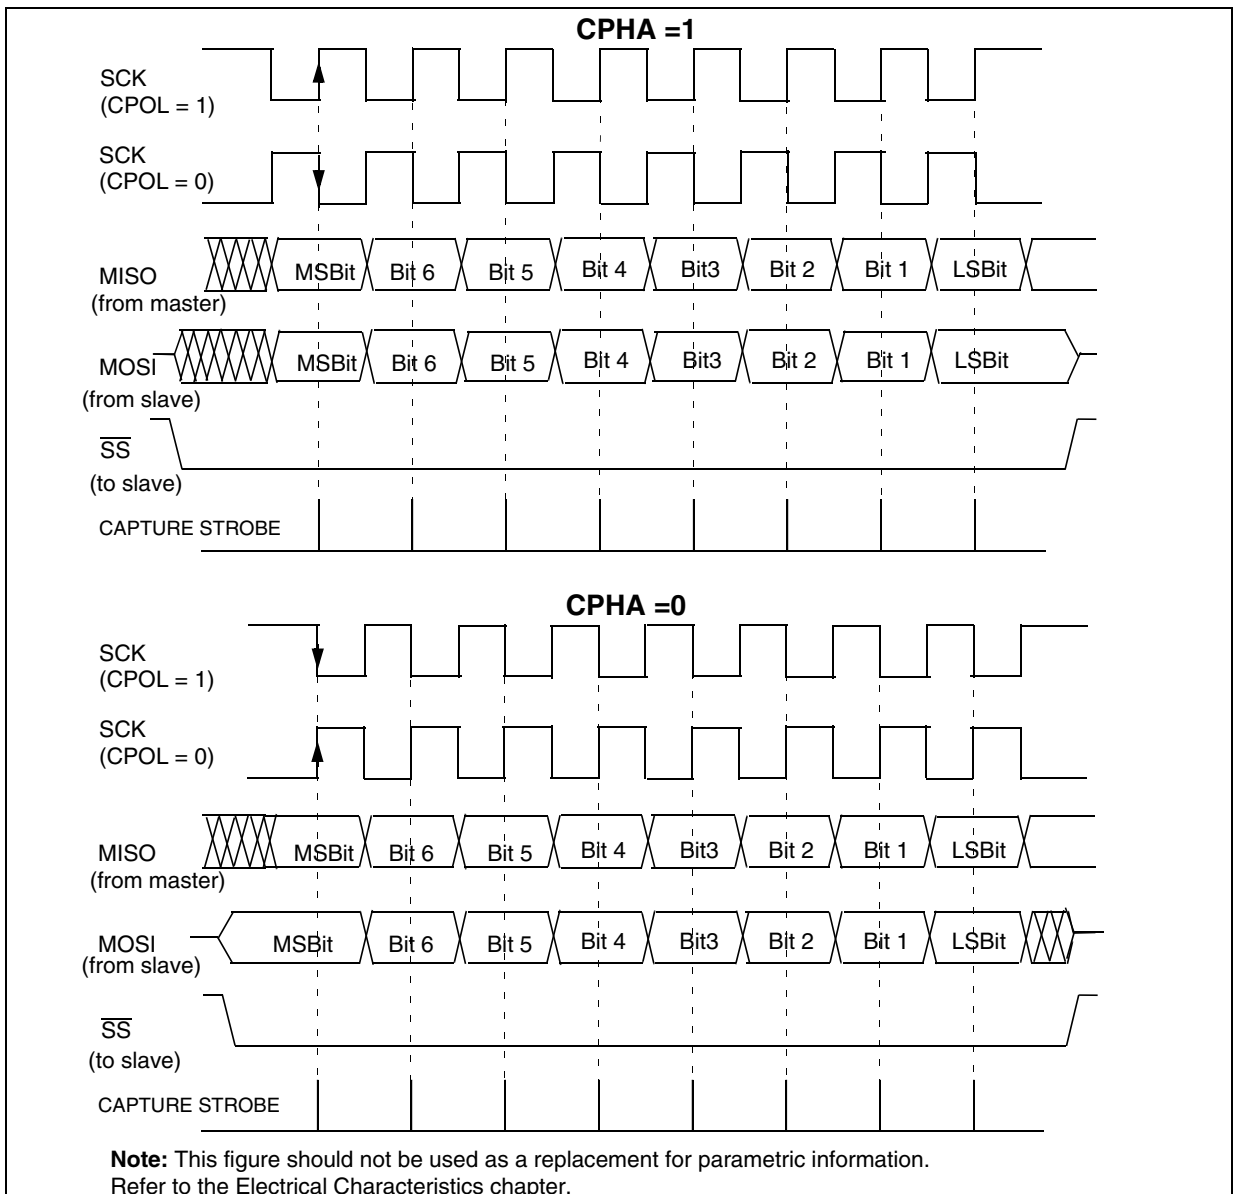 CPHA =1
SCK
(CPOL = 1)
SCK
(CPOL = 0)
MISO
(from master)
MSBit Bit 6 Bit 5 Bit 4 Bit3 Bit 2 Bit 1 LSBit
MOSI
(from slave)
MSBit Bit 6 Bit 5 Bit 4 Bit3 Bit 2 Bit 1 LSBit
SS
(to slave)
CAPTURE STROBE
CPHA =0
SCK
(CPOL = 1)
SCK
(CPOL = 0)
MISO
(from master)
MSBit Bit 6 Bit 5 Bit 4 Bit3 Bit 2 Bit 1 LSBit
MOSI
(from slave)
MSBit Bit 6 Bit 5 Bit 4 Bit3 Bit 2 Bit 1 LSBit
SS
(to slave)
CAPTURE STROBE
Note: This figure should not be used as a replacement for parametric information.
Refer to the Electrical Characteristics chapter.